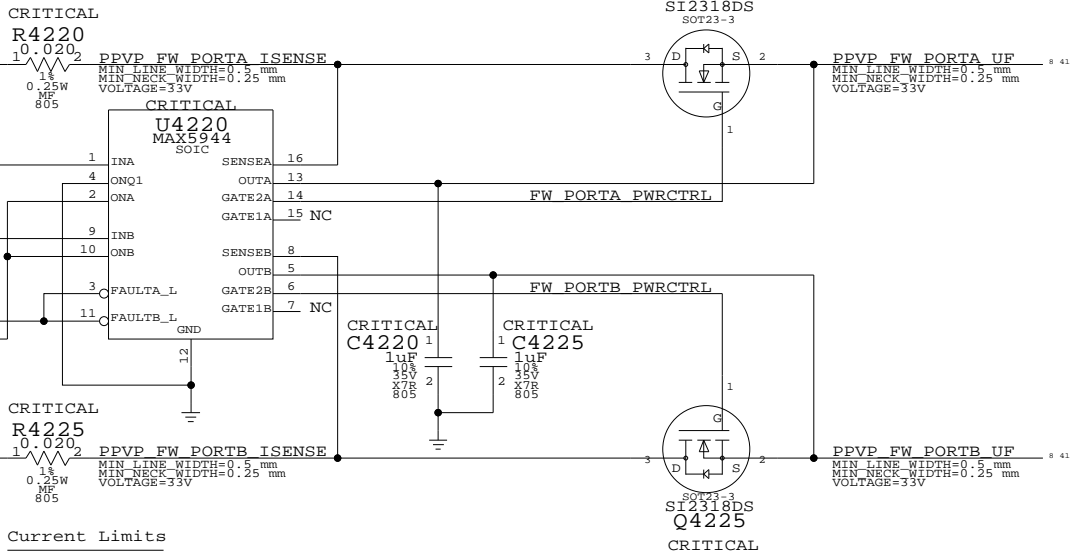 SI2318DS
SOT23-3
CRITICAL
R4220
0.020
1 2
1%
0.25W
MF
805
PPVP_FW_PORTA_ISENSE
MIN_LINE_WIDTH=0.5 mm
MIN_NECK_WIDTH=0.25 mm
VOLTAGE=33V
3 D S 2
G
1
PPVP_FW_PORTA_UF
MIN_LINE_WIDTH=0.5 mm
MIN_NECK_WIDTH=0.25 mm
VOLTAGE=33V
8 41
CRITICAL
U4220
MAX5944
SOIC
1 INA
4 ONQ1
2 ONA
9 INB
10 ONB
3 FAULTA_L
11 FAULTB_L
GND
12
SENSEA 16
OUTA 13
GATE2A 14
GATE1A 15 NC
SENSEB 8
OUTB 5
GATE2B 6
GATE1B 7 NC
FW_PORTA_PWRCTRL
FW_PORTB_PWRCTRL
CRITICAL
C4220
1uF
10%
35V
X7R
805
1
2
CRITICAL
C4225
1uF
10%
35V
X7R
805
1
2
CRITICAL
R4225
0.020
1 2
1%
0.25W
MF
805
PPVP_FW_PORTB_ISENSE
MIN_LINE_WIDTH=0.5 mm
MIN_NECK_WIDTH=0.25 mm
VOLTAGE=33V
1
G
3 D S 2
SOT23-3
SI2318DS
Q4225
CRITICAL
PPVP_FW_PORTB_UF
MIN_LINE_WIDTH=0.5 mm
MIN_NECK_WIDTH=0.25 mm
VOLTAGE=33V
8 41
Current Limits